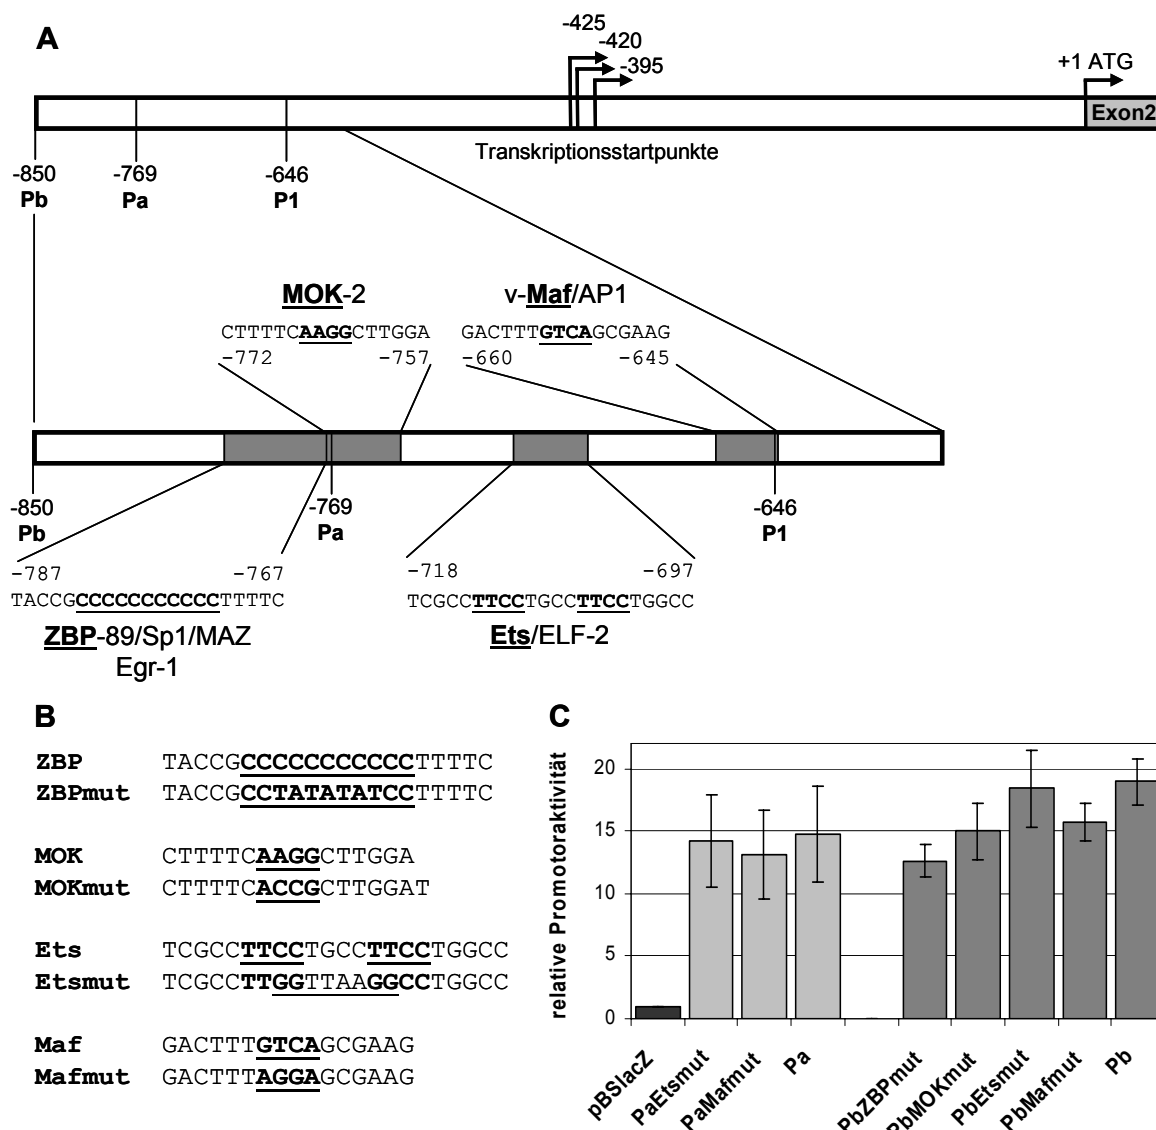 A
-425
-420
-395
+1 ATG
Exon2
Transkriptionsstartpunkte
-850
Pb
-769
Pa
-646
P1
MOK-2
v-Maf/AP1
CTTTTCAAGGCTTGGA
GACTTTGTCAGCGAAG
-772
-757
-660
-645
-850
Pb
-769
Pa
-646
P1
-787
-767
TACCGCCCCCCCCCCCTTTTC
-718
-697
TCGCCTTCCTGCCTTCCTGGCC
ZBP-89/Sp1/MAZ
Egr-1
Ets/ELF-2
B
ZBP TACCGCCCCCCCCCCCTTTTC
ZBPmut TACCGCCTATATATCCTTTTC
MOK CTTTTCAAGGCTTGGA
MOKmut CTTTTCACCGCTTGGAT
Ets TCGCCTTCCTGCCTTCCTGGCC
Etsmut TCGCCTTGGTTAAGGCCTGGCC
Maf GACTTTGTCAGCGAAG
Mafmut GACTTTAGGAGCGAAG
C
relative Promotoraktivität
20
15
10
5
0
pBSlacZ
PaEtsmut
PaMafmut
Pa
PbZBPmut
PbMOKmut
PbEtsmut
PbMafmut
Pb